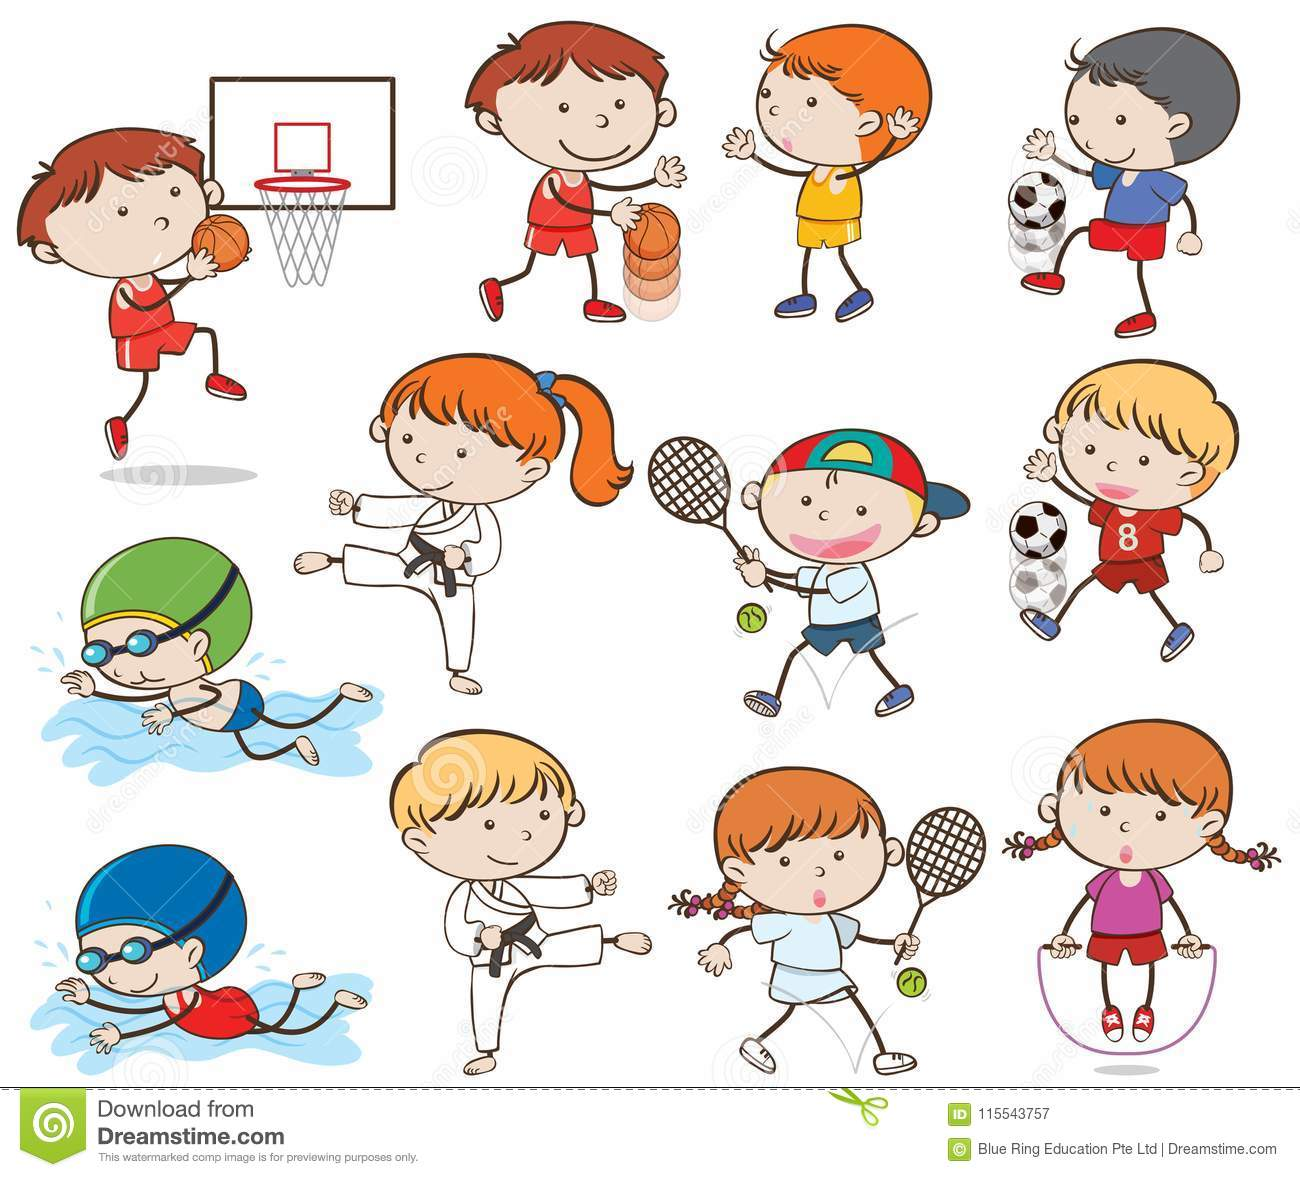 8
Download from
Dreamstime.com
This watermarked comp image is for previewing purposes only.
ID 115543757
© Blue Ring Education Pte Ltd | Dreamstime.com